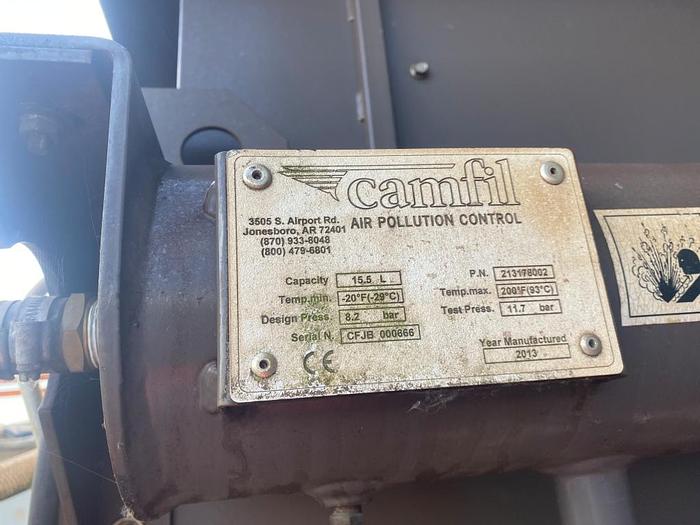 camfil
AIR POLLUTION CONTROL
3505 S. Airport Rd.
Jonesboro, AR 72401
(870) 933-8048
(800) 479-6801
Capacity 15.5 L
Temp.min. -20°F(-29°C)
Design Press. 8.2 bar
Serial N. CFJB 000666
P.N. 213178002
Temp.max. 200°F(93°C)
Test Press. 11.7 bar
Year Manufactured
2013
CE